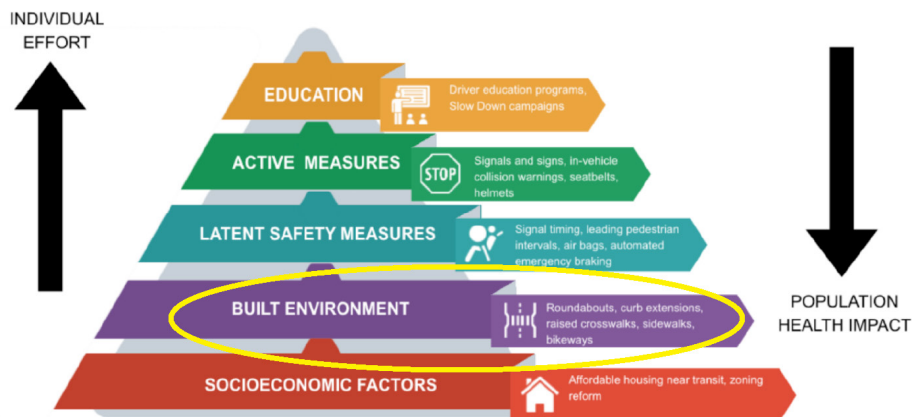 INDIVIDUAL
EFFORT
EDUCATION
Driver education programs,
Slow Down campaigns
ACTIVE MEASURES
STOP
Signals and signs, in-vehicle
collision warnings, seatbelts,
helmets
LATENT SAFETY MEASURES
Signal timing, leading pedestrian
intervals, air bags, automated
emergency braking
BUILT ENVIRONMENT
Roundabouts, curb extensions,
raised crosswalks, sidewalks,
bikeways
SOCIOECONOMIC FACTORS
Affordable housing near transit, zoning
reform
POPULATION
HEALTH IMPACT